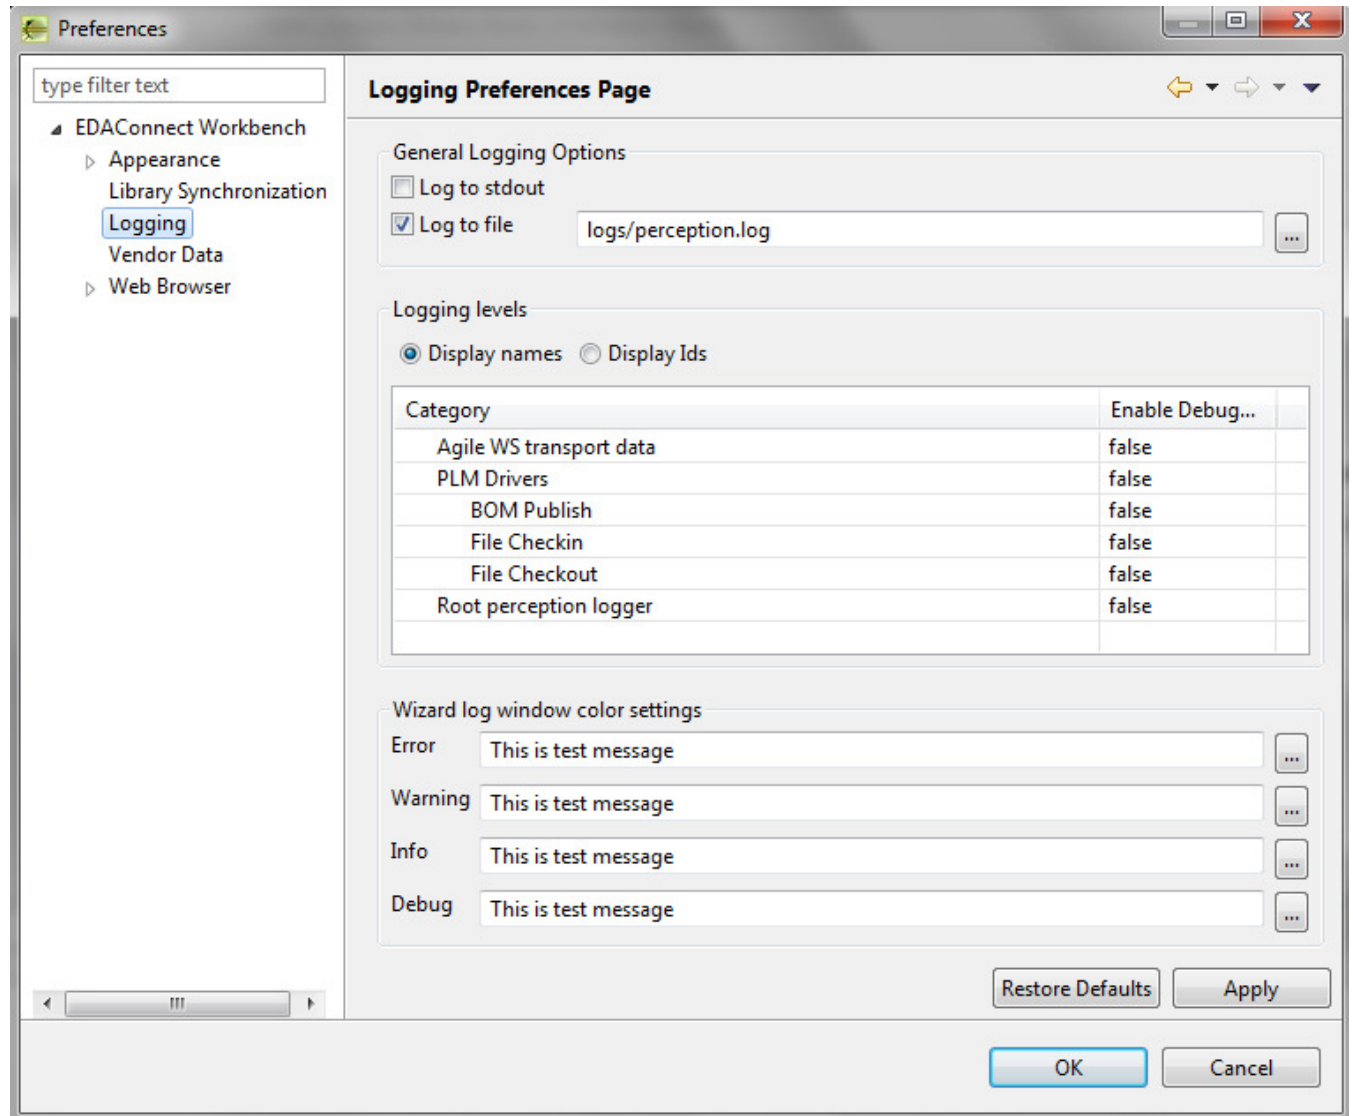 Preferences
type filter text
EDAConnect Workbench
Appearance
Library Synchronization
Logging
Vendor Data
Web Browser
Logging Preferences Page
General Logging Options
Log to stdout
Log to file logs/perception.log ...
Logging levels
Display names Display Ids
Category Enable Debug...
Agile WS transport data false
PLM Drivers false
BOM Publish false
File Checkin false
File Checkout false
Root perception logger false
Wizard log window color settings
Error This is test message ...
Warning This is test message ...
Info This is test message ...
Debug This is test message ...
Restore Defaults Apply
OK Cancel